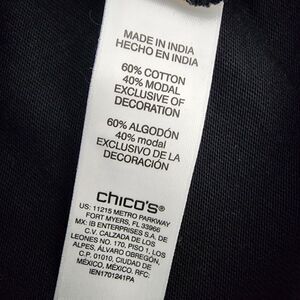 MADE IN INDIA
HECHO EN INDIA
60% COTTON
40% MODAL
EXCLUSIVE OF
DECORATION
60% ALGODÓN
40% modal
EXCLUSIVO DE LA
DECORACIÓN
chico's®
US: 11215 METRO PARKWAY
FORT MYERS, FL 33966
MX: IB ENTERPRISES S.A. DE
C.V. CALZADA DE LOS
LEONES NO. 170, PISO 1, LOS
ALPES, ÁLVARO OBREGÓN,
C.P. 01010, CIUDAD DE
MÉXICO, MÉXICO. RFC:
IEN1701241PA